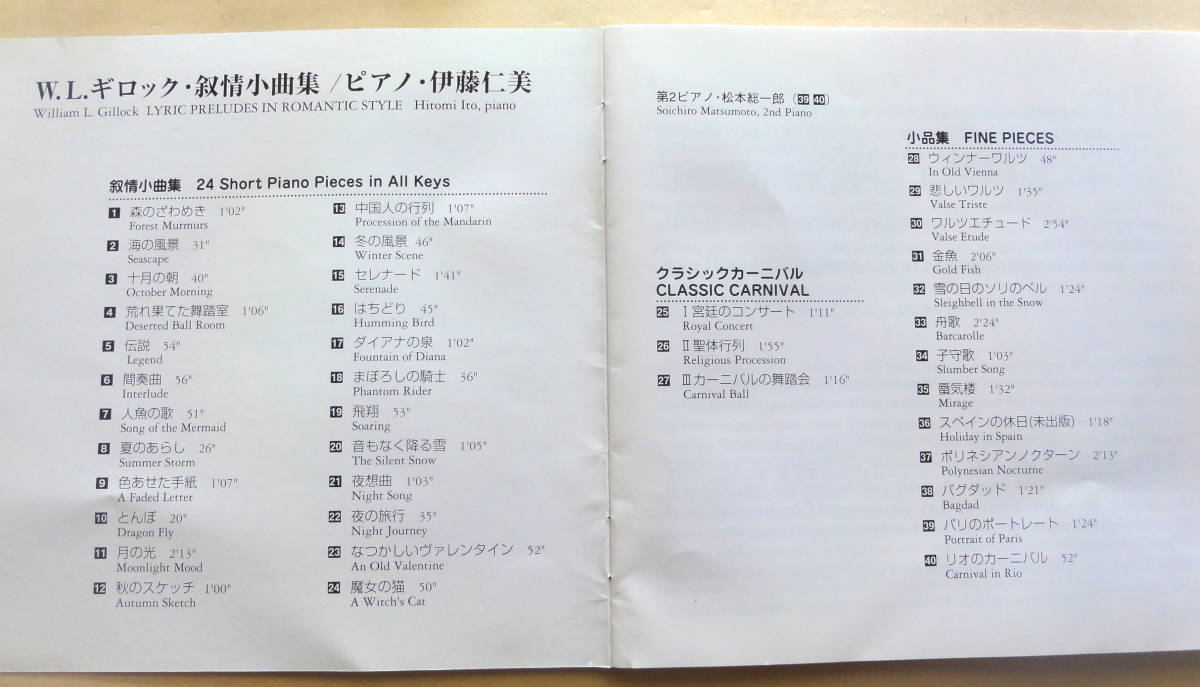 W.L.ギロック・叙情小曲集 / ピアノ・伊藤仁美
William L. Gillock LYRIC PRELUDES IN ROMANTIC STYLE Hitomi Ito, piano
叙情小曲集 24 Short Piano Pieces in All Keys
1 森のざわめき 1'02"
Forest Murmurs
2 海の風景 31"
Seascape
3 十月の朝 40"
October Morning
4 荒れ果てた舞踏室 1'06"
Deserted Ball Room
5 伝説 54"
Legend
6 間奏曲 56"
Interlude
7 人魚の歌 51"
Song of the Mermaid
8 夏のあらし 26"
Summer Storm
9 色あせた手紙 1'07"
A Faded Letter
10 とんぼ 20"
Dragon Fly
11 月の光 2'13"
Moonlight Mood
12 秋のスケッチ 1'00"
Autumn Sketch
13 中国人の行列 1'07"
Procession of the Mandarin
14 冬の風景 46"
Winter Scene
15 セレナード 1'41"
Serenade
16 はちどり 45"
Humming Bird
17 ダイアナの泉 1'02"
Fountain of Diana
18 まぼろしの騎士 36"
Phantom Rider
19 飛翔 53"
Soaring
20 音もなく降る雪 1'05"
The Silent Snow
21 夜想曲 1'03"
Night Song
22 夜の旅行 35"
Night Journey
23 なつかしいヴァレンタイン 52"
An Old Valentine
24 魔女の猫 50"
A Witch's Cat
第2ピアノ・松本総一郎 (39 40)
Soichiro Matsumoto, 2nd Piano
クラシックカーニバル
CLASSIC CARNIVAL
25 Ⅰ宮廷のコンサート 1'11"
Royal Concert
26 Ⅱ聖体行列 1'55"
Religious Procession
27 Ⅲカーニバルの舞踏会 1'16"
Carnival Ball
小品集 FINE PIECES
28 ウィンナーワルツ 48"
In Old Vienna
29 悲しいワルツ 1'35"
Valse Triste
30 ワルツエチュード 2'54"
Valse Etude
31 金魚 2'06"
Gold Fish
32 雪の日のソリのベル 1'24"
Sleighbell in the Snow
33 舟歌 2'24"
Barcarolle
34 子守歌 1'03"
Slumber Song
35 蜃気楼 1'32"
Mirage
36 スペインの休日(未出版) 1'18"
Holiday in Spain
37 ポリネシアンノクターン 2'13"
Polynesian Nocturne
38 バグダッド 1'21"
Bagdad
39 パリのポートレート 1'24"
Portrait of Paris
40 リオのカーニバル 52"
Carnival in Rio